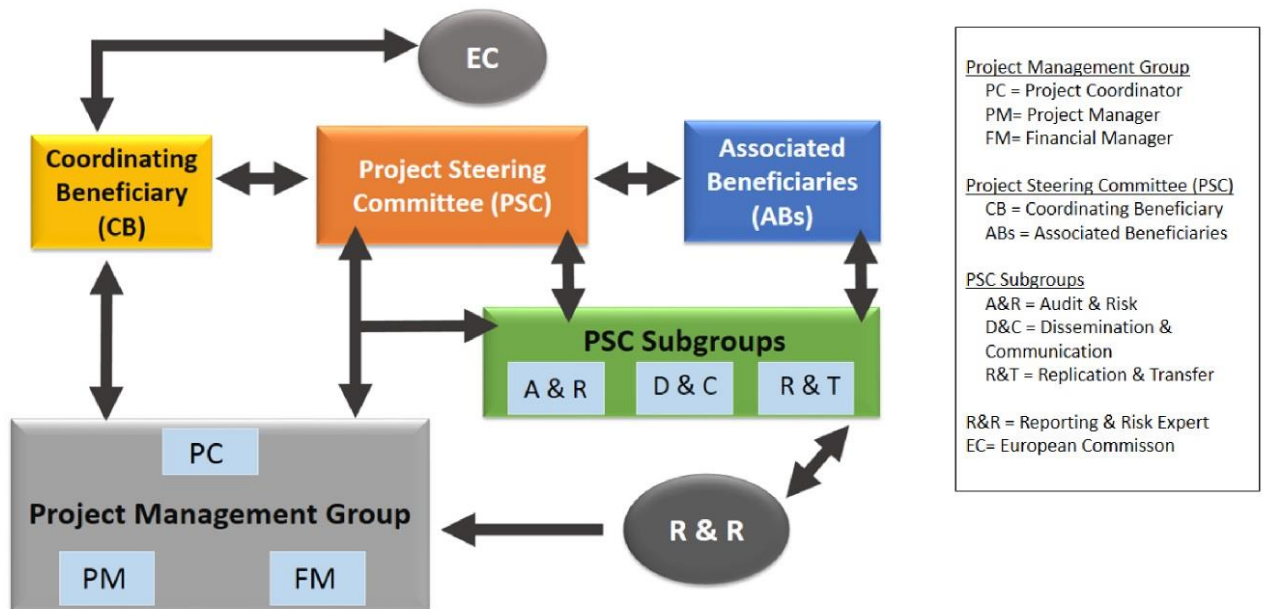 EC
Coordinating
Beneficiary
(CB)
Project Steering
Committee (PSC)
Associated
Beneficiaries
(ABs)
PSC Subgroups
A & R
D & C
R & T
PC
Project Management Group
PM
FM
R & R
Project Management Group
PC = Project Coordinator
PM= Project Manager
FM= Financial Manager
Project Steering Committee (PSC)
CB = Coordinating Beneficiary
ABs = Associated Beneficiaries
PSC Subgroups
A&R = Audit & Risk
D&C = Dissemination &
Communication
R&T = Replication & Transfer
R&R = Reporting & Risk Expert
EC= European Commisson